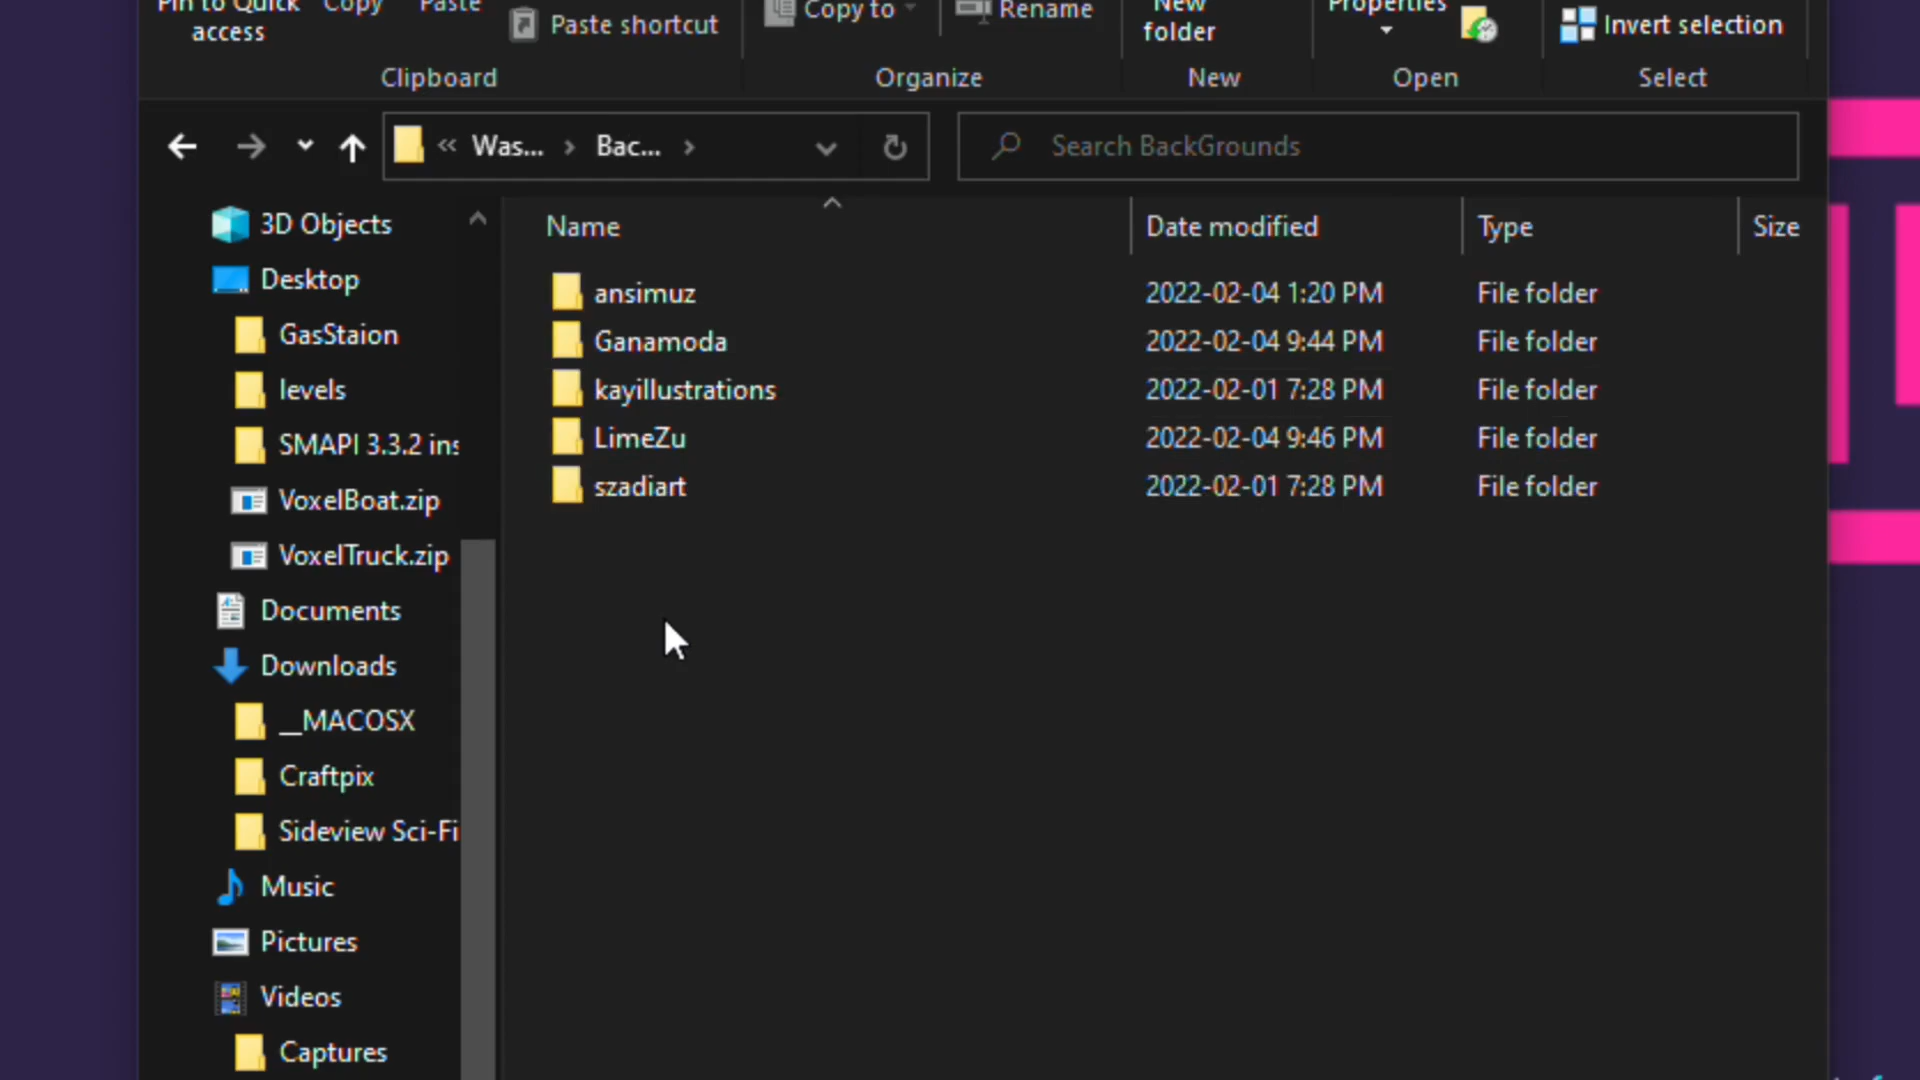 Pin to Quick
access
Copy
Paste
Paste shortcut
Copy to
Rename
New
folder
Properties
Invert selection
Clipboard
Organize
New
Open
Select
« Was... › Bac... ›
Search BackGrounds
3D Objects
Desktop
GasStaion
levels
SMAPI 3.3.2 ins
VoxelBoat.zip
VoxelTruck.zip
Documents
Downloads
__MACOSX
Craftpix
Sideview Sci-Fi
Music
Pictures
Videos
Captures
Name Date modified Type Size
ansimuz 2022-02-04 1:20 PM File folder
Ganamoda 2022-02-04 9:44 PM File folder
kayillustrations 2022-02-01 7:28 PM File folder
LimeZu 2022-02-04 9:46 PM File folder
szadiart 2022-02-01 7:28 PM File folder